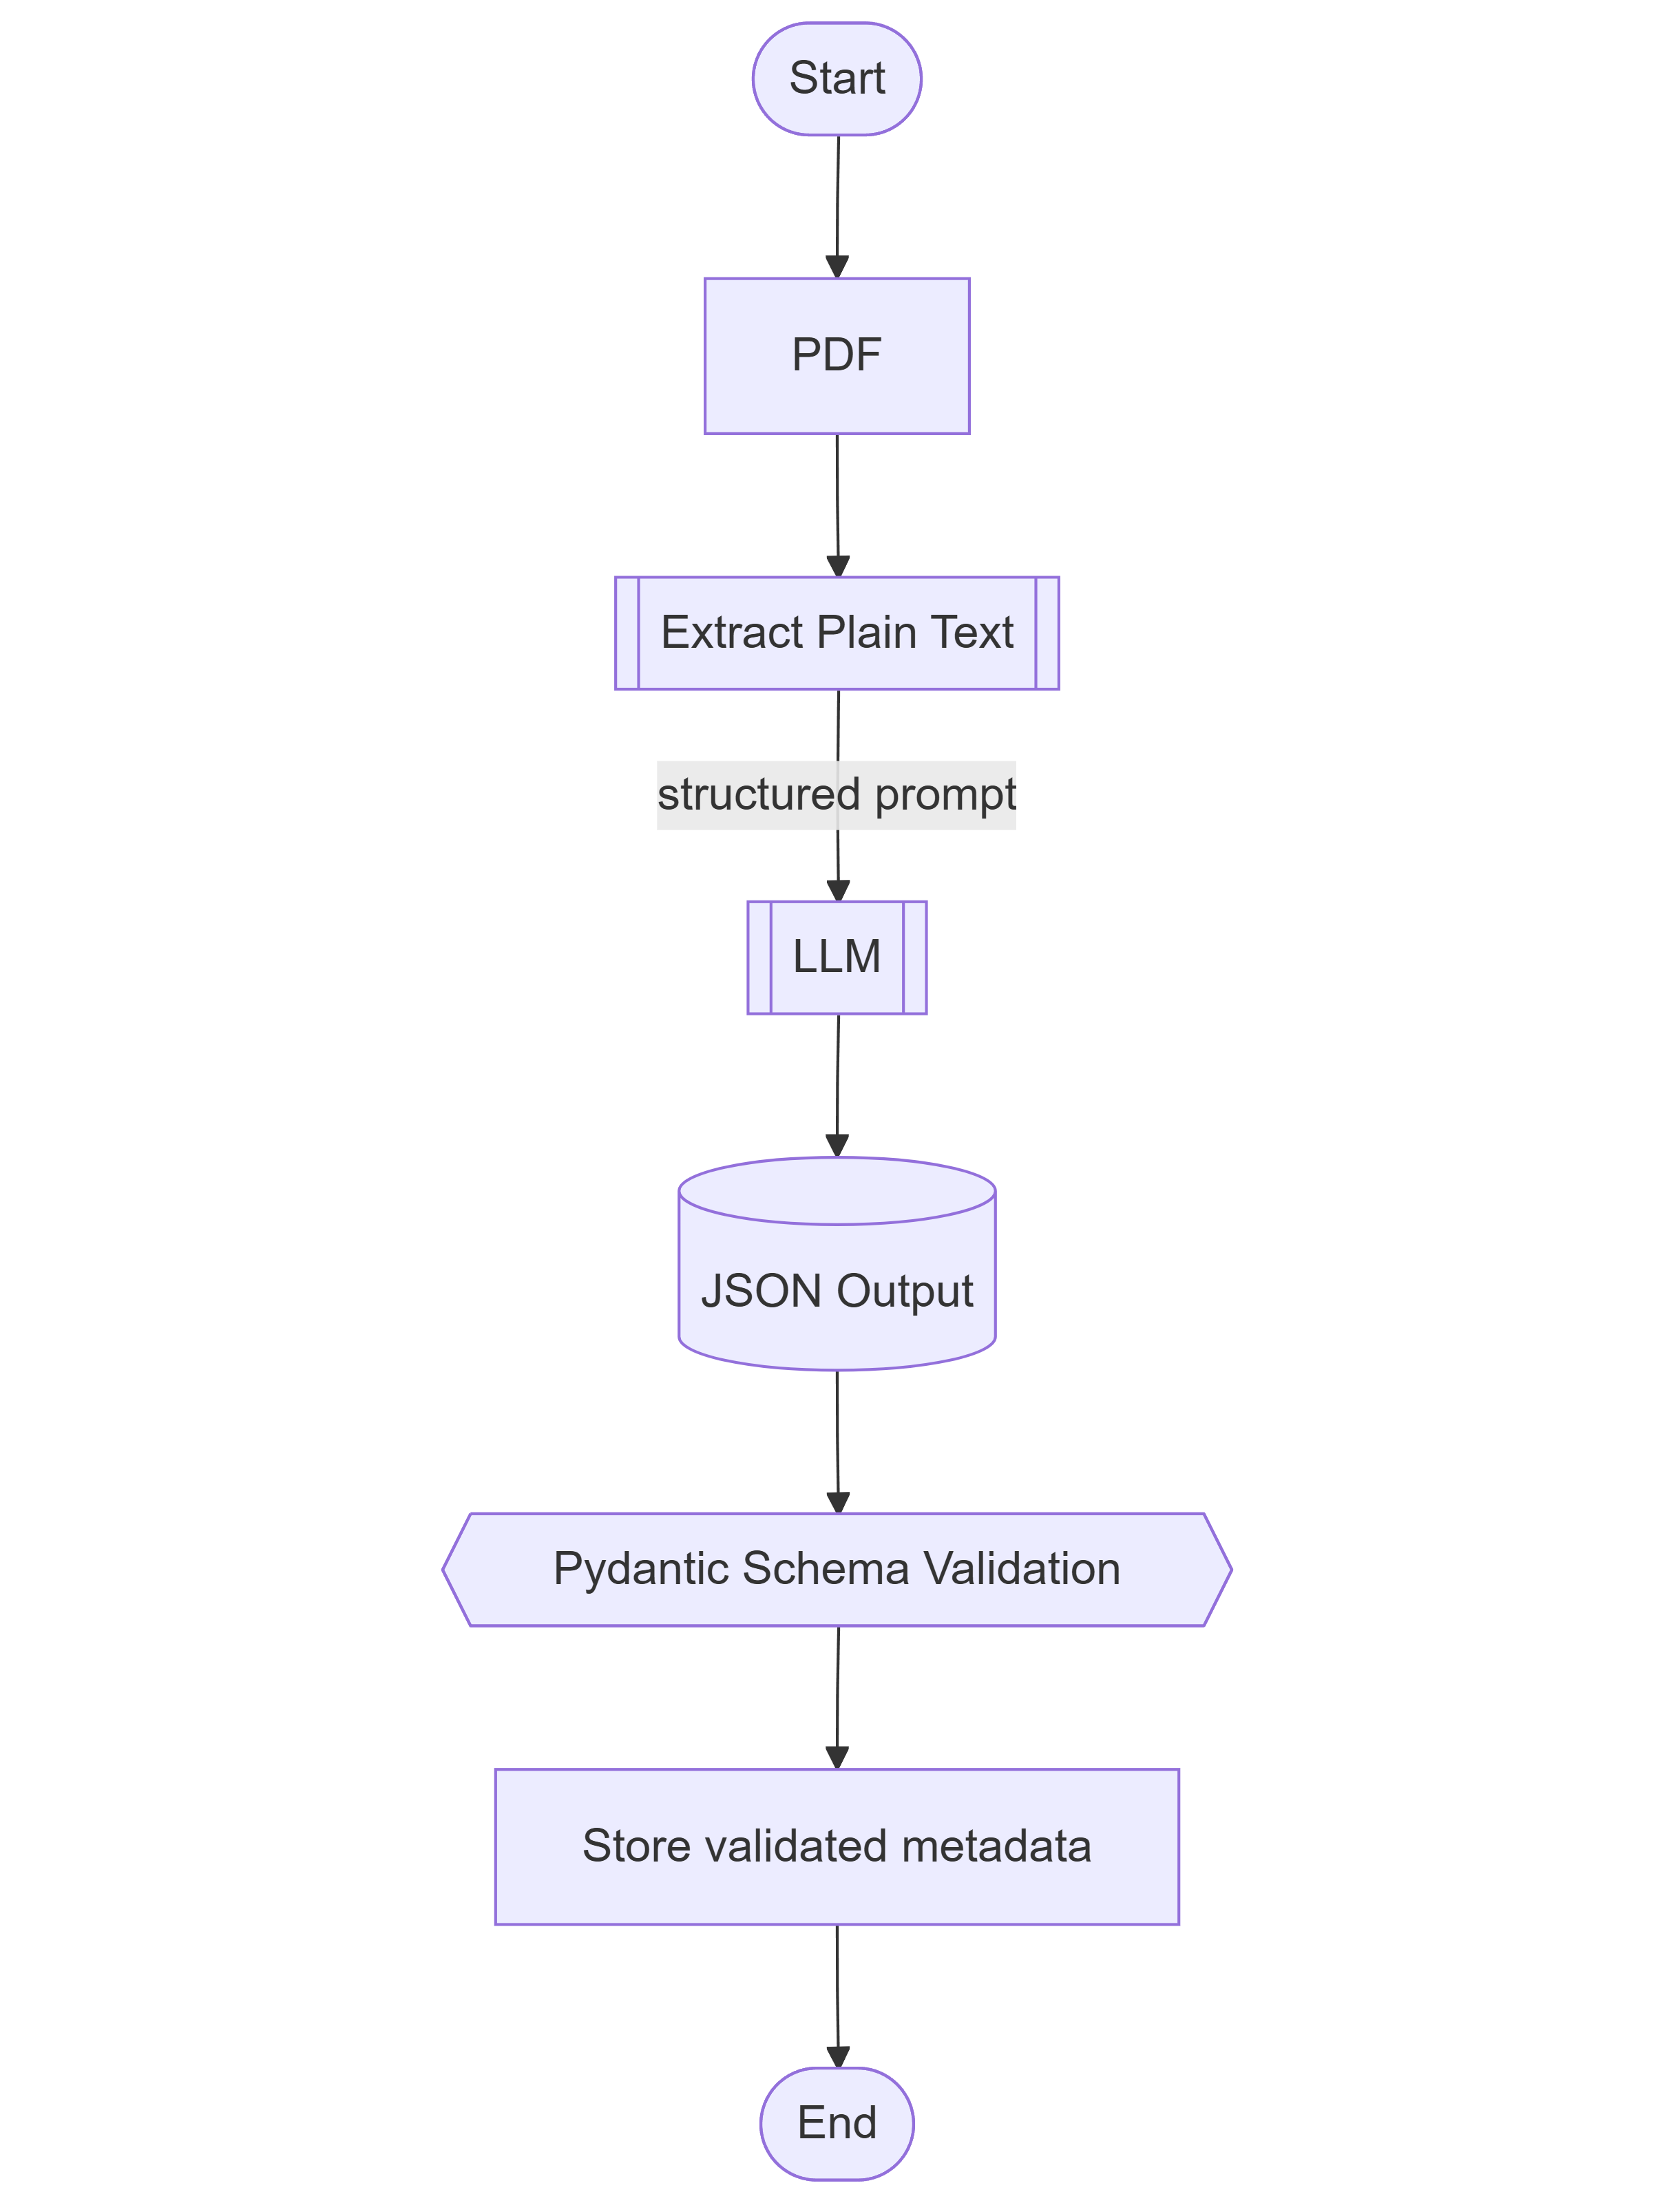 Start
PDF
Extract Plain Text
structured prompt
LLM
JSON Output
Pydantic Schema Validation
Store validated metadata
End